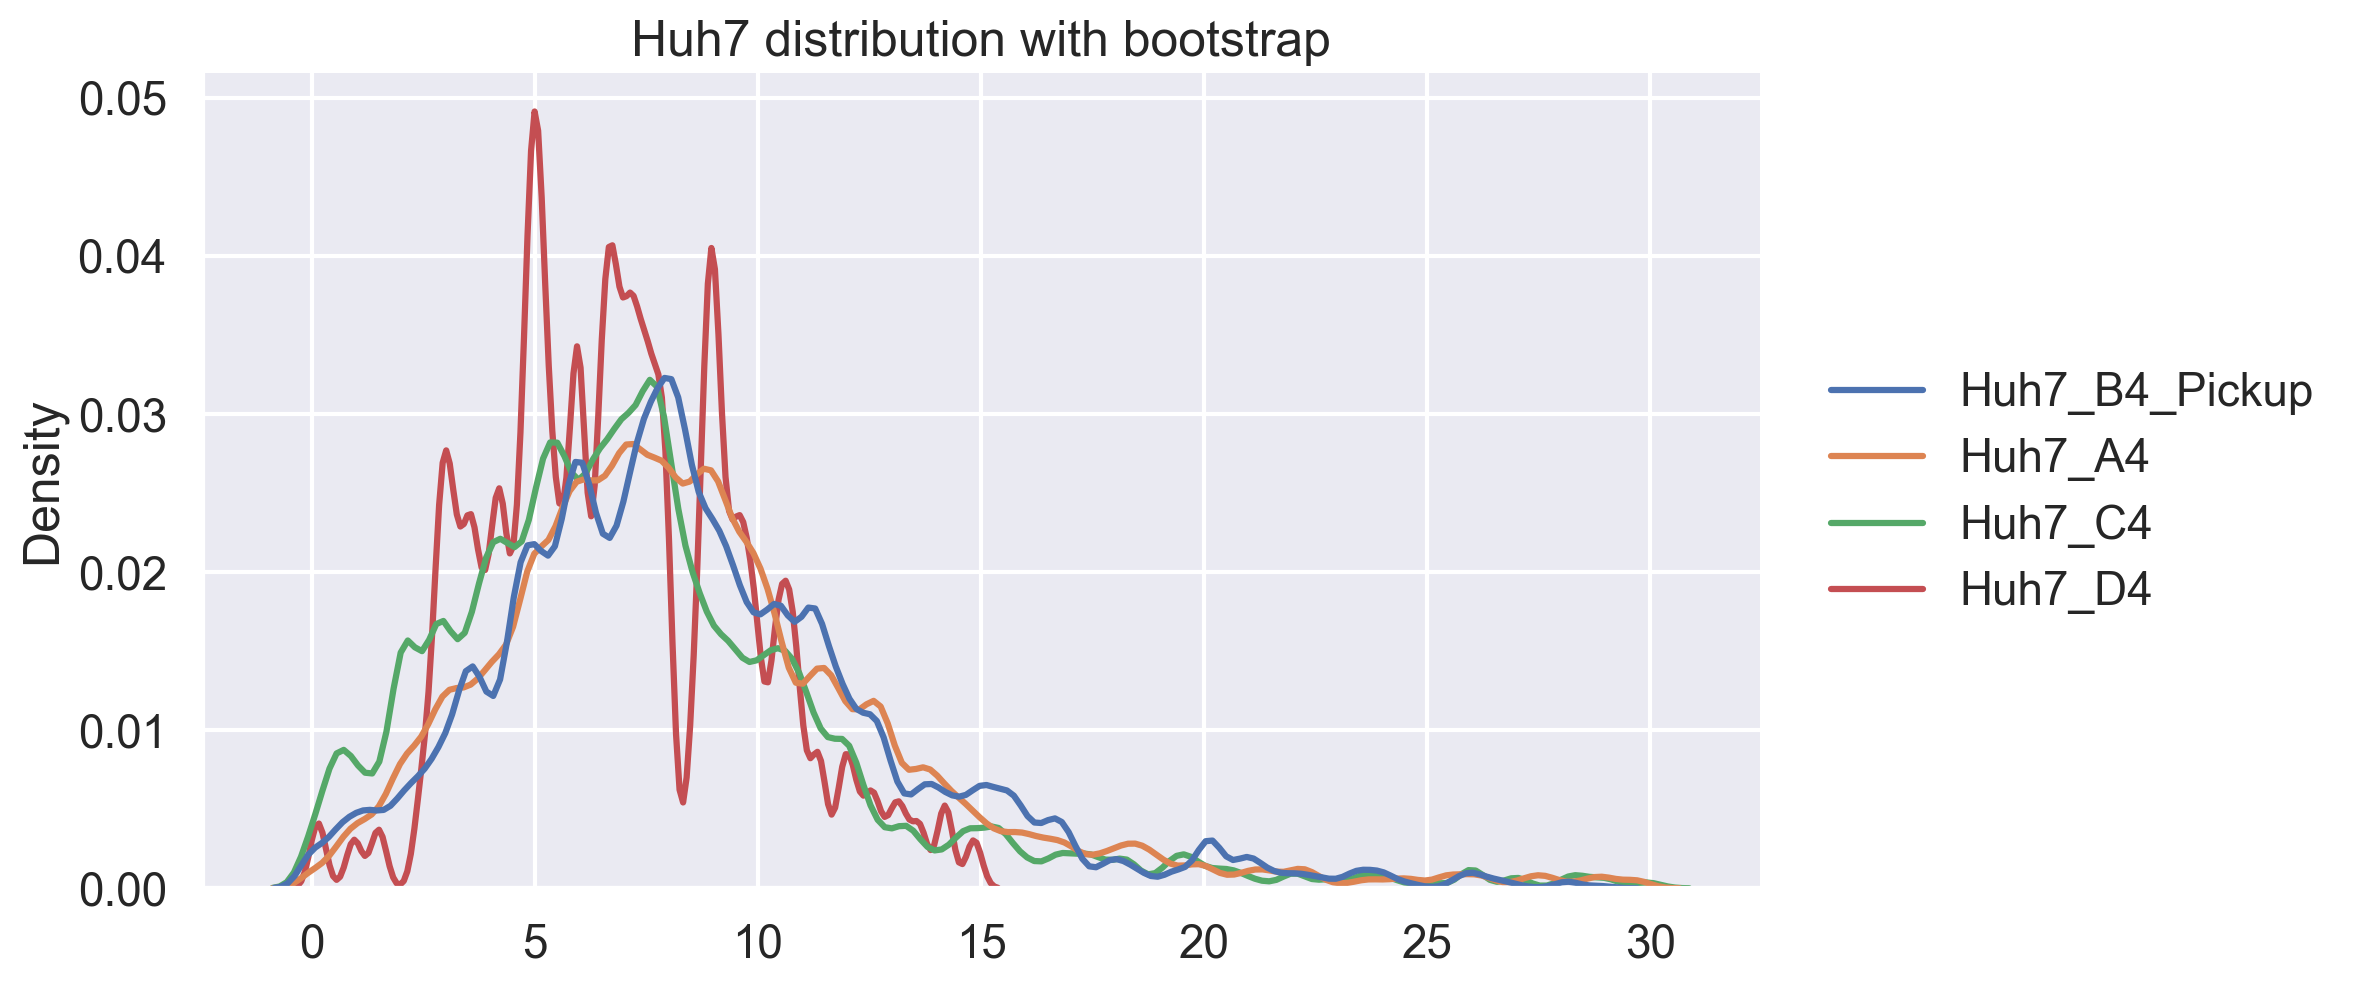 Huh7 distribution with bootstrap
0.05
0.04
0.03
0.02
0.01
0.00
Density
0 5 10 15 20 25 30
Huh7_B4_Pickup
Huh7_A4
Huh7_C4
Huh7_D4